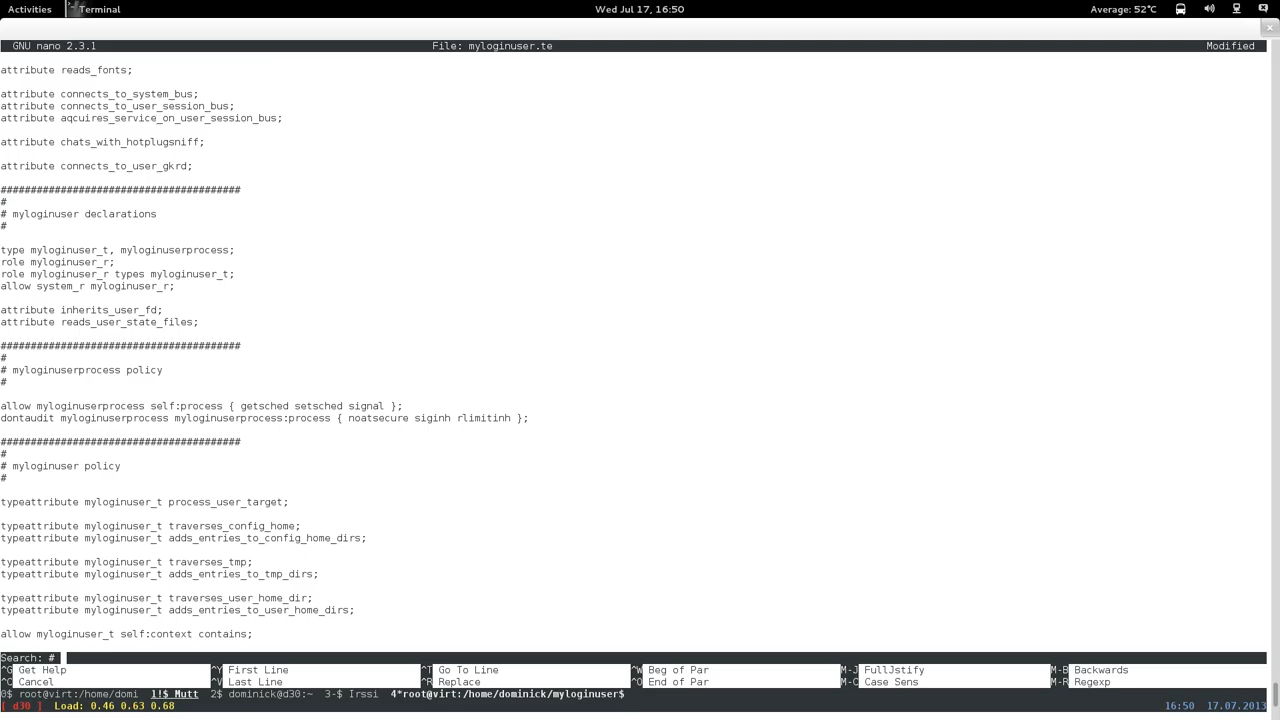 Activities Terminal Wed Jul 17, 16:50 Average: 52°C
GNU nano 2.3.1 File: myloginuser.te Modified
attribute reads_fonts;
attribute connects_to_system_bus;
attribute connects_to_user_session_bus;
attribute aqcuires_service_on_user_session_bus;
attribute chats_with_hotplugsniff;
attribute connects_to_user_gkrd;
########################################
#
# myloginuser declarations
#
type myloginuser_t, myloginuserprocess;
role myloginuser_r;
role myloginuser_r types myloginuser_t;
allow system_r myloginuser_r;
attribute inherits_user_fd;
attribute reads_user_state_files;
########################################
#
# myloginuserprocess policy
#
allow myloginuserprocess self:process { getsched setsched signal };
dontaudit myloginuserprocess myloginuserprocess:process { noatsecure siginh rlimitinh };
########################################
#
# myloginuser policy
#
typeattribute myloginuser_t process_user_target;
typeattribute myloginuser_t traverses_config_home;
typeattribute myloginuser_t adds_entries_to_config_home_dirs;
typeattribute myloginuser_t traverses_tmp;
typeattribute myloginuser_t adds_entries_to_tmp_dirs;
typeattribute myloginuser_t traverses_user_home_dir;
typeattribute myloginuser_t adds_entries_to_user_home_dirs;
allow myloginuser_t self:context contains;
Search: #
^G Get Help ^Y First Line ^T Go To Line ^W Beg of Par M-J FullJstify M-B Backwards
^C Cancel ^V Last Line ^R Replace ^O End of Par M-C Case Sens M-R Regexp
0$ root@virt:/home/domi 1!$ Mutt 2$ dominick@d30:~ 3-$ Irssi 4*root@virt:/home/dominick/myloginuser$
[ d30 ] Load: 0.46 0.63 0.68 16:50 17.07.2013